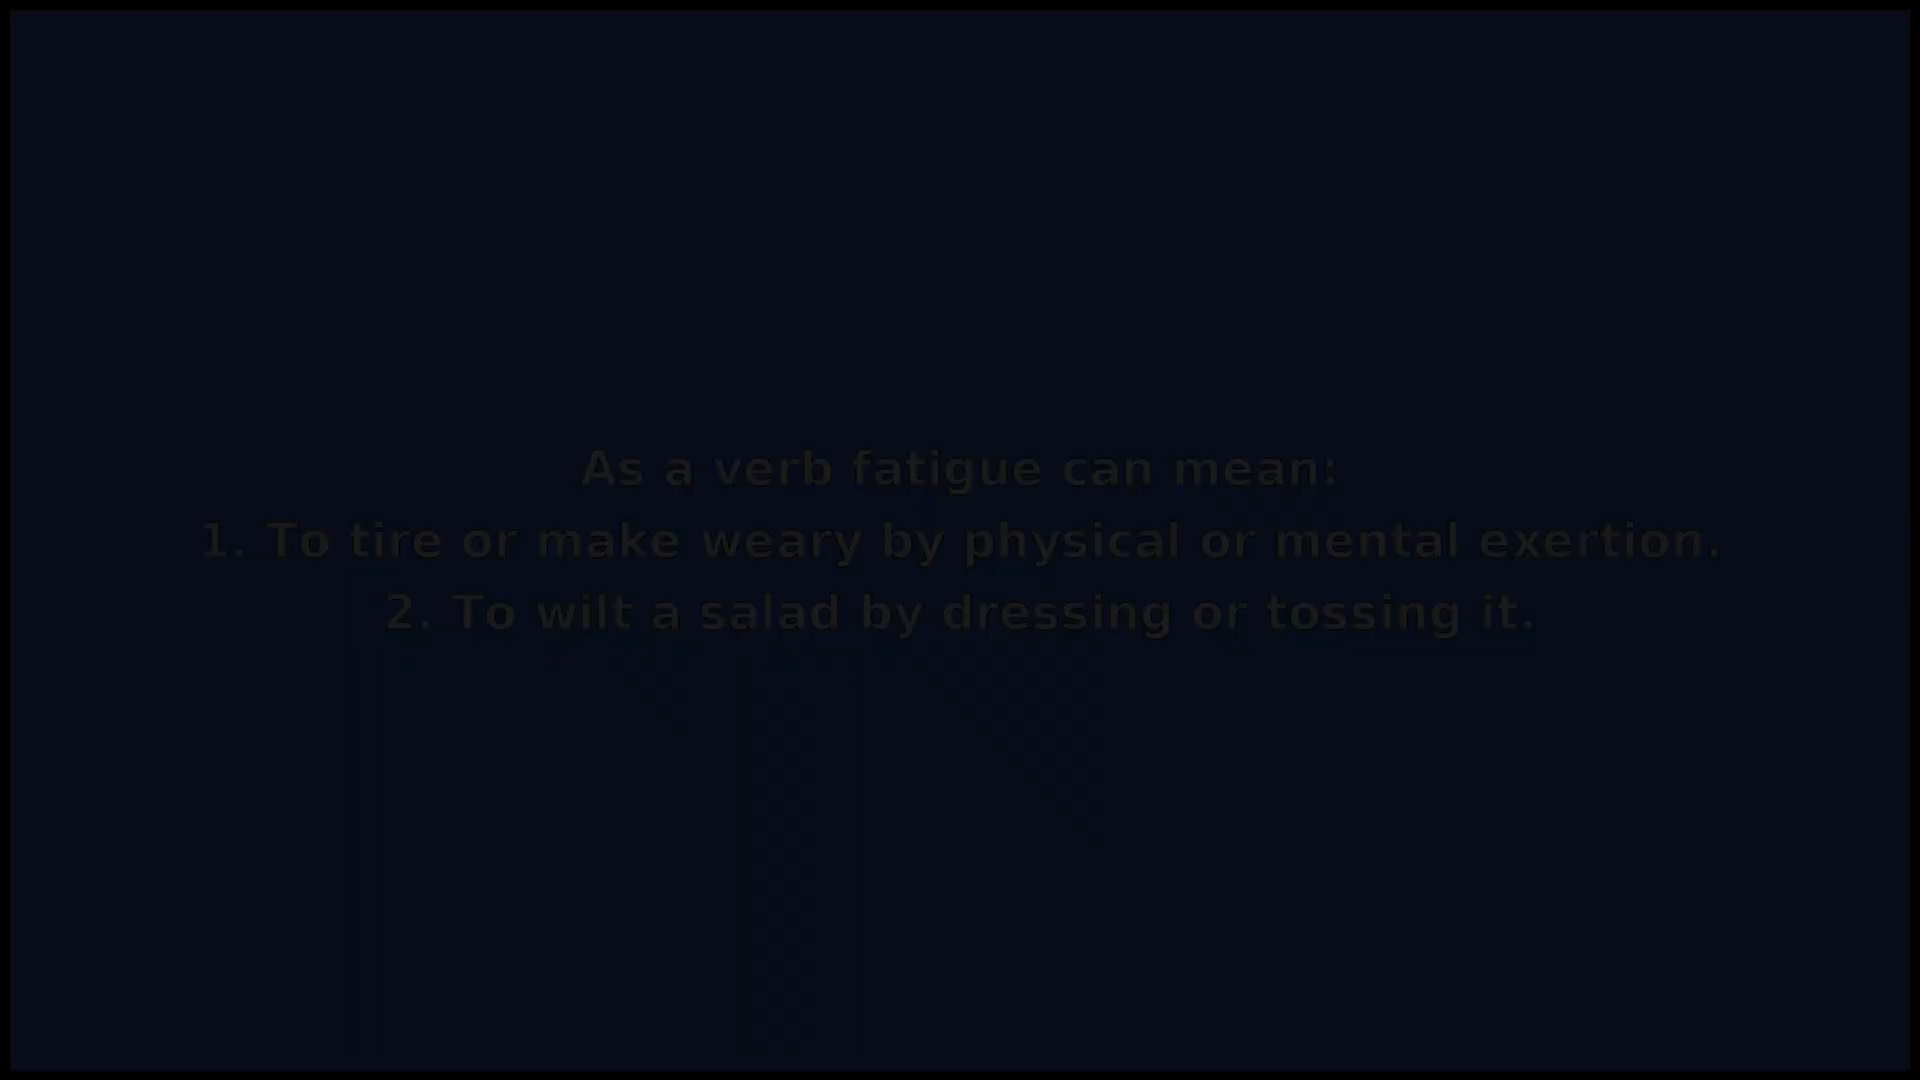 As a verb fatigue can mean:
1. To tire or make weary by physical or mental exertion.
2. To wilt a salad by dressing or tossing it.